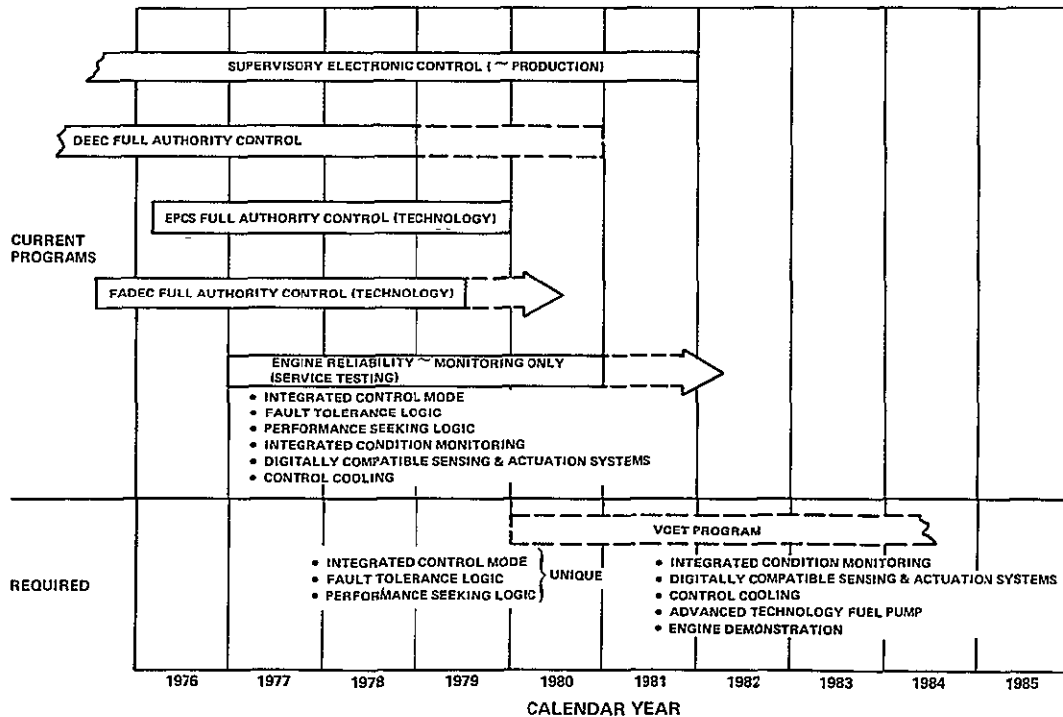 SUPERVISORY ELECTRONIC CONTROL (~ PRODUCTION)
DEEC FULL AUTHORITY CONTROL
EPCS FULL AUTHORITY CONTROL (TECHNOLOGY)
CURRENT
PROGRAMS
FADEC FULL AUTHORITY CONTROL (TECHNOLOGY)
ENGINE RELIABILITY ~ MONITORING ONLY
(SERVICE TESTING)
• INTEGRATED CONTROL MODE
• FAULT TOLERANCE LOGIC
• PERFORMANCE SEEKING LOGIC
• INTEGRATED CONDITION MONITORING
• DIGITALLY COMPATIBLE SENSING & ACTUATION SYSTEMS
• CONTROL COOLING
VCET PROGRAM
REQUIRED
• INTEGRATED CONTROL MODE
• FAULT TOLERANCE LOGIC
• PERFORMANCE SEEKING LOGIC
UNIQUE
• INTEGRATED CONDITION MONITORING
• DIGITALLY COMPATIBLE SENSING & ACTUATION SYSTEMS
• CONTROL COOLING
• ADVANCED TECHNOLOGY FUEL PUMP
• ENGINE DEMONSTRATION
1976 1977 1978 1979 1980 1981 1982 1983 1984 1985
CALENDAR YEAR